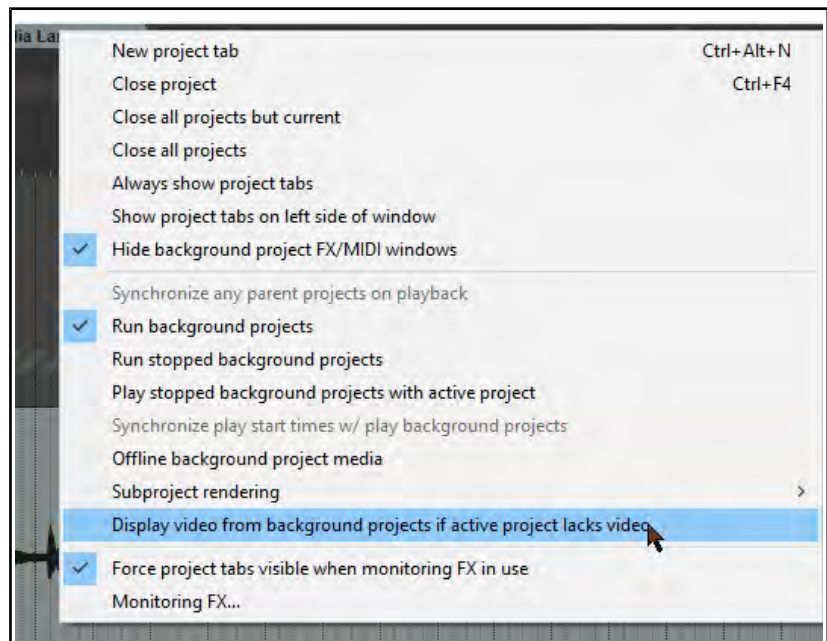 New project tab Ctrl+Alt+N
Close project Ctrl+F4
Close all projects but current
Close all projects
Always show project tabs
Show project tabs on left side of window
Hide background project FX/MIDI windows
Synchronize any parent projects on playback
Run background projects
Run stopped background projects
Play stopped background projects with active project
Synchronize play start times w/ play background projects
Offline background project media
Subproject rendering
Display video from background projects if active project lacks video
Force project tabs visible when monitoring FX in use
Monitoring FX...